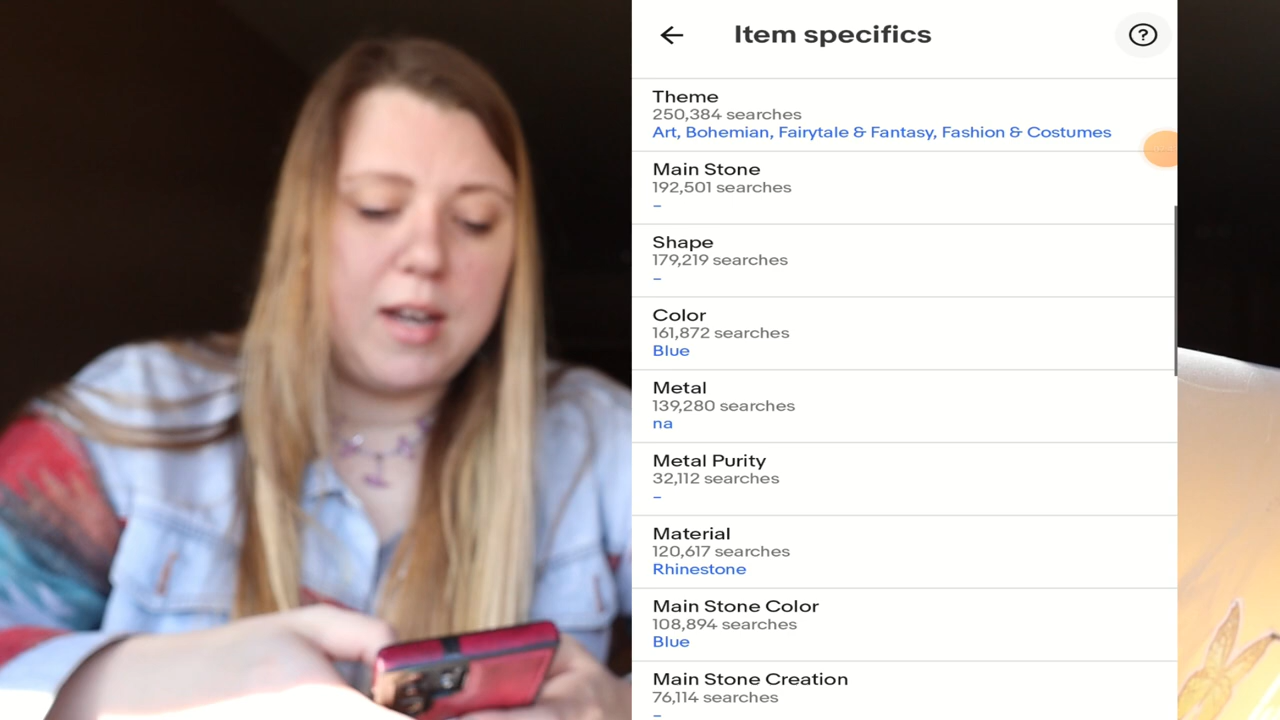 Item specifics
Theme
250,384 searches
Art, Bohemian, Fairytale & Fantasy, Fashion & Costumes
Main Stone
192,501 searches
–
Shape
179,219 searches
–
Color
161,872 searches
Blue
Metal
139,280 searches
na
Metal Purity
32,112 searches
–
Material
120,617 searches
Rhinestone
Main Stone Color
108,894 searches
Blue
Main Stone Creation
76,114 searches
–